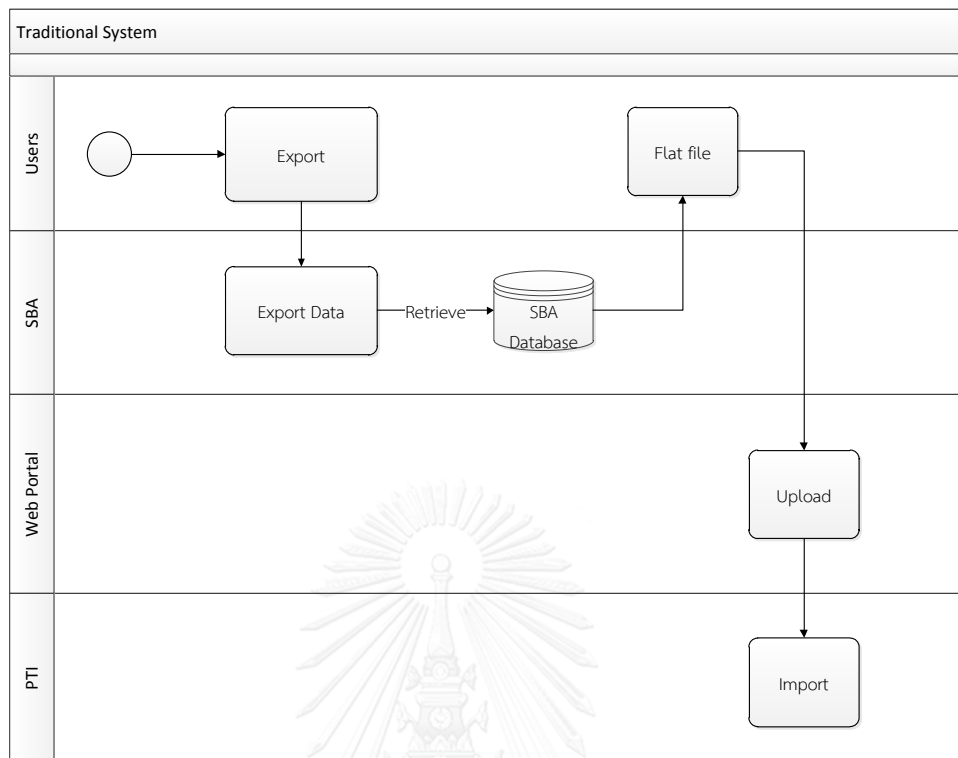 Traditional System
Users
Export
Flat file
SBA
Export Data
Retrieve
SBA
Database
Web Portal
Upload
PTI
Import